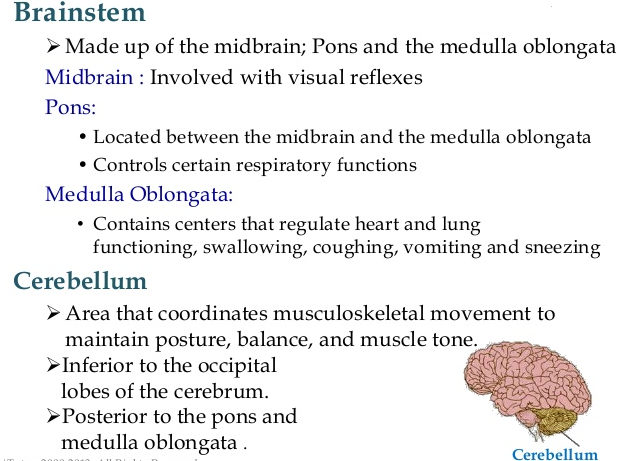 Brainstem
➢ Made up of the midbrain; Pons and the medulla oblongata
Midbrain : Involved with visual reflexes
Pons:
• Located between the midbrain and the medulla oblongata
• Controls certain respiratory functions
Medulla Oblongata:
• Contains centers that regulate heart and lung
functioning, swallowing, coughing, vomiting and sneezing
Cerebellum
➢ Area that coordinates musculoskeletal movement to
maintain posture, balance, and muscle tone.
➢Inferior to the occipital
lobes of the cerebrum.
➢Posterior to the pons and
medulla oblongata .
Cerebellum